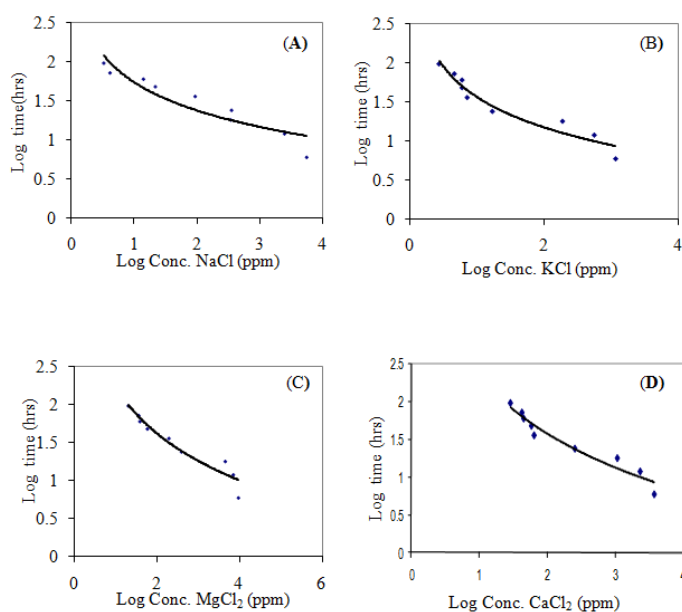 (A)
2.5
2
1.5
1
0.5
0
Log time(hrs)
0 1 2 3 4
Log Conc. NaCl (ppm)
(B)
2.5
2
1.5
1
0.5
0
Log time (hrs)
0 2 4
Log Conc. KCl (ppm)
(C)
2.5
2
1.5
1
0.5
0
Log time (hrs)
0 2 4 6
Log Conc. MgCl₂ (ppm)
(D)
2.5
2
1.5
1
0.5
0
Log time (hrs)
0 1 2 3 4
Log Conc. CaCl₂ (ppm)